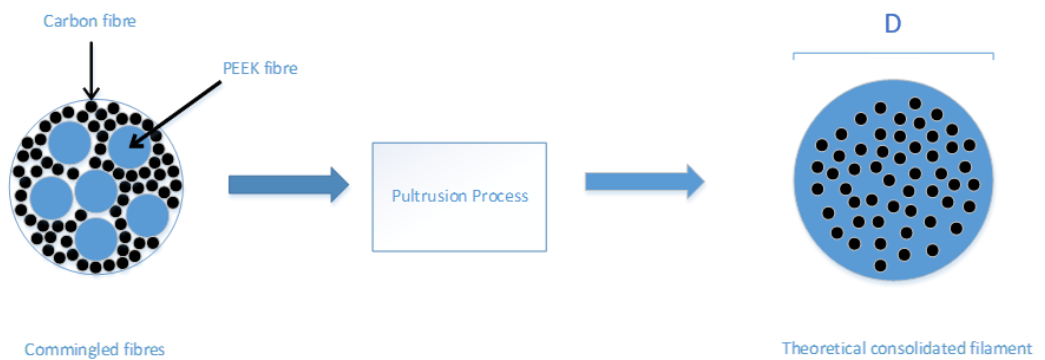 Carbon fibre
PEEK fibre
D
Pultrusion Process
Commingled fibres
Theoretical consolidated filament